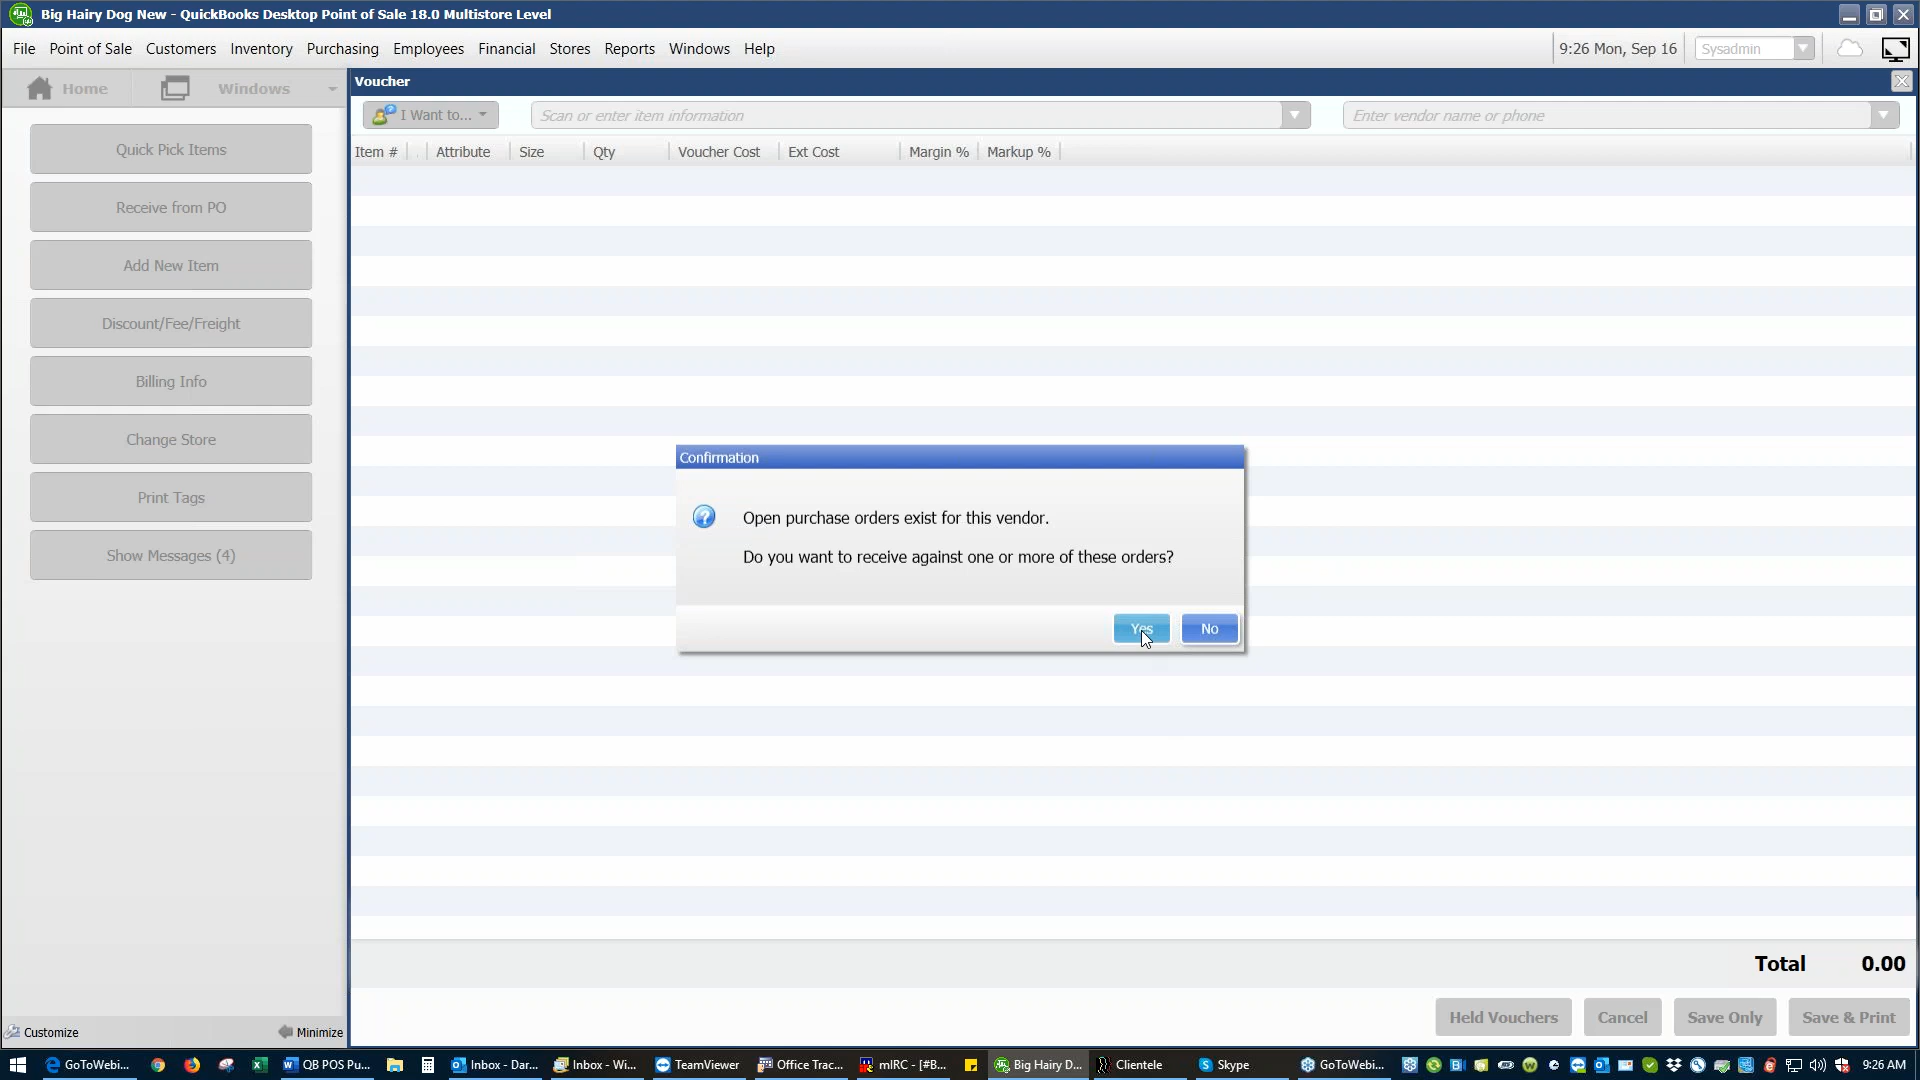 Big Hairy Dog New - QuickBooks Desktop Point of Sale 18.0 Multistore Level
File Point of Sale Customers Inventory Purchasing Employees Financial Stores Reports Windows Help
9:26 Mon, Sep 16 Sysadmin
Home Windows
Voucher
I Want to... Scan or enter item information Enter vendor name or phone
Item # . Attribute Size Qty Voucher Cost Ext Cost Margin % Markup %
Quick Pick Items
Receive from PO
Add New Item
Discount/Fee/Freight
Billing Info
Change Store
Print Tags
Show Messages (4)
Confirmation
Open purchase orders exist for this vendor.
Do you want to receive against one or more of these orders?
Yes No
Total 0.00
Held Vouchers Cancel Save Only Save & Print
Customize Minimize
GoToWebi... QB POS Pu... Inbox - Dar... Inbox - Wi... TeamViewer Office Trac... mIRC - [#B... Big Hairy D... Clientele Skype GoToWebi... 9:26 AM